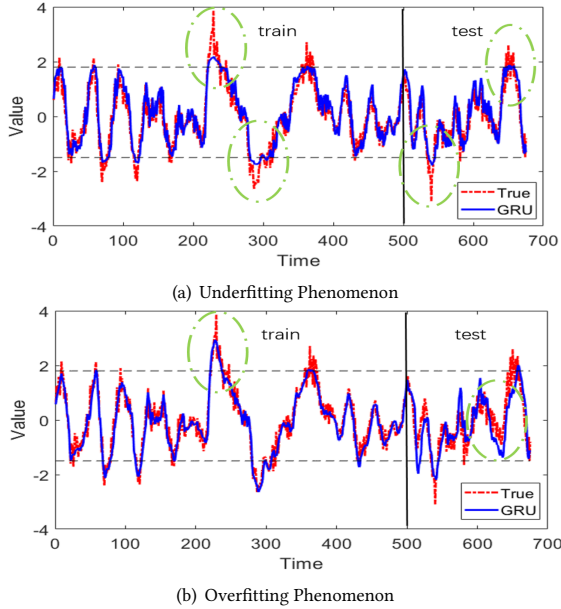 4
train
test
2
Value
0
-2
True
GRU
-4
0 100 200 300 400 500 600 700
Time
(a) Underfitting Phenomenon
4
train
test
2
Value
0
-2
True
GRU
-4
0 100 200 300 400 500 600 700
Time
(b) Overfitting Phenomenon